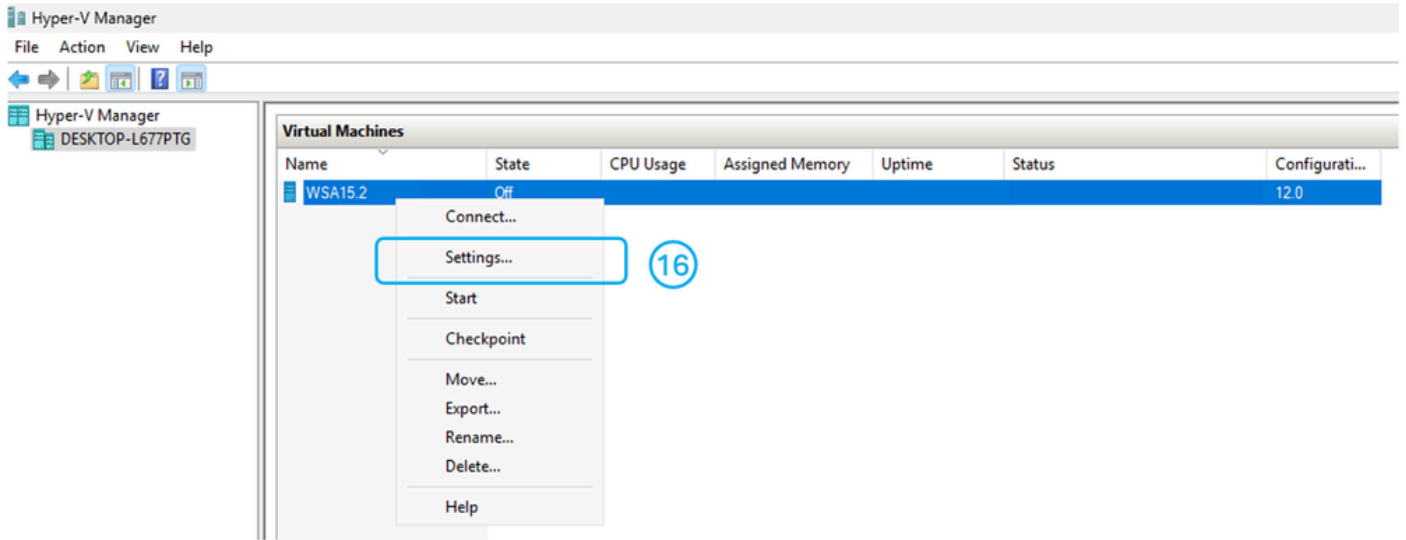 Hyper-V Manager
File Action View Help
Hyper-V Manager
DESKTOP-L677PTG
Virtual Machines
Name State CPU Usage Assigned Memory Uptime Status Configurati...
WSA15.2 Off 12.0
Connect...
Settings...
16
Start
Checkpoint
Move...
Export...
Rename...
Delete...
Help